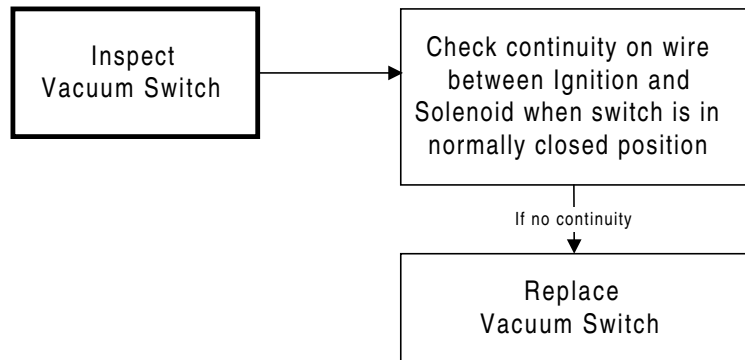 Inspect
Vacuum Switch
Check continuity on wire
between Ignition and
Solenoid when switch is in
normally closed position
If no continuity
Replace
Vacuum Switch